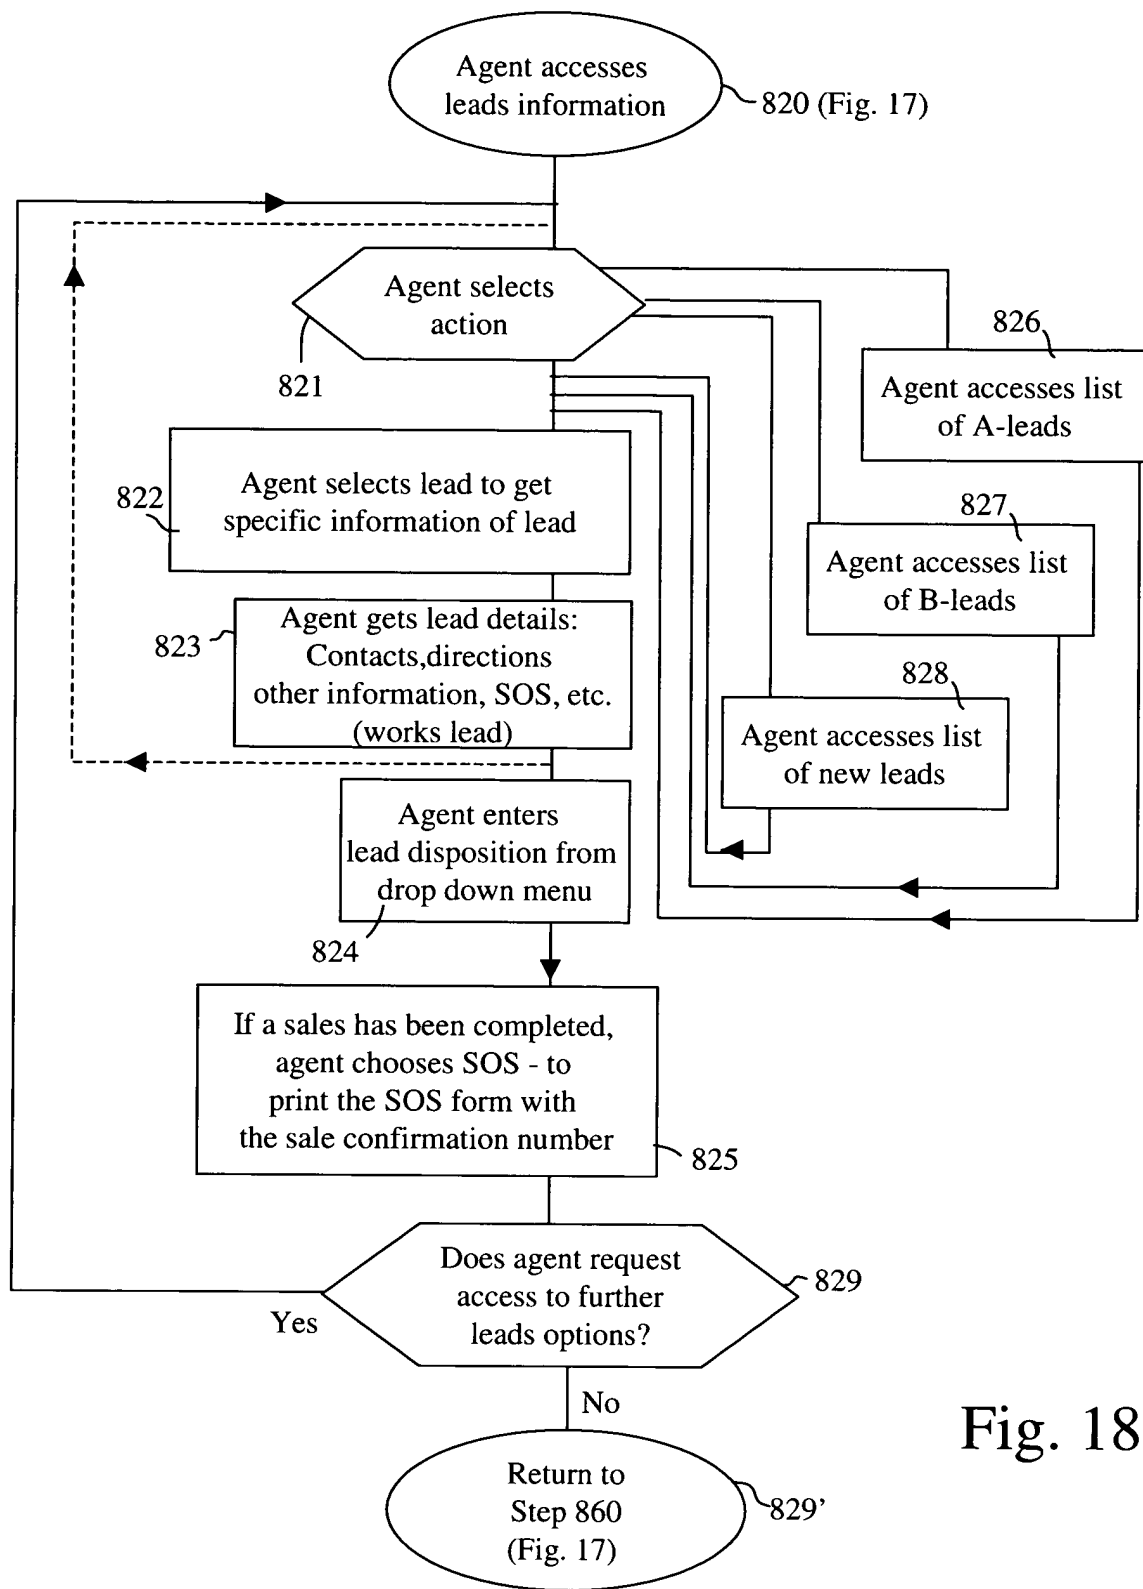 Agent accesses
leads information
820 (Fig. 17)
Agent selects
action
821
826
Agent accesses list
of A-leads
822
Agent selects lead to get
specific information of lead
827
Agent accesses list
of B-leads
823
Agent gets lead details:
Contacts,directions
other information, SOS, etc.
(works lead)
828
Agent accesses list
of new leads
Agent enters
lead disposition from
drop down menu
824
If a sales has been completed,
agent chooses SOS - to
print the SOS form with
the sale confirmation number
825
Does agent request
access to further
leads options?
829
Yes
No
Fig. 18
Return to
Step 860
(Fig. 17)
829’